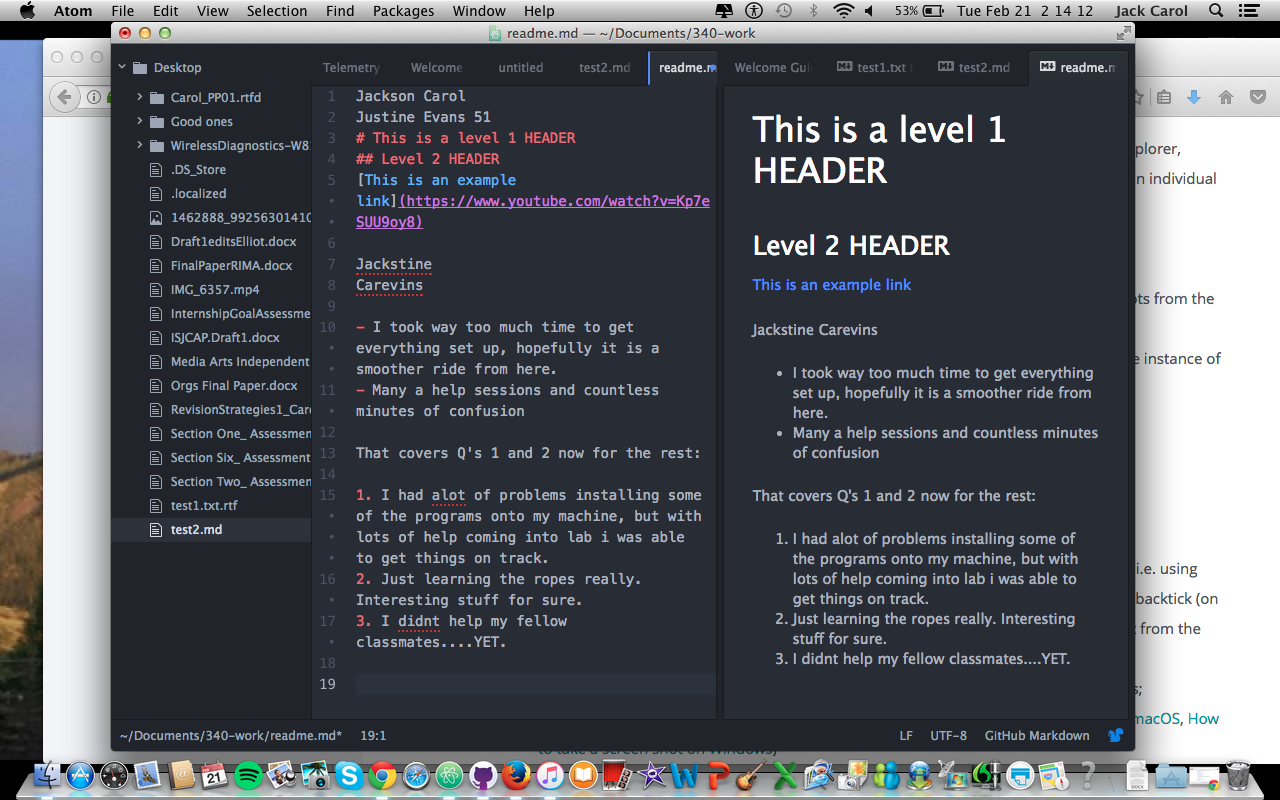 Atom File Edit View Selection Find Packages Window Help 53% Tue Feb 21 2 14 12 Jack Carol
readme.md — ~/Documents/340-work
Desktop
Carol_PP01.rtfd
Good ones
WirelessDiagnostics-W8
.DS_Store
.localized
1462888_99256301410
Draft1editsElliot.docx
FinalPaperRIMA.docx
IMG_6357.mp4
InternshipGoalAssessme
ISJCAP.Draft1.docx
Media Arts Independent
Orgs Final Paper.docx
RevisionStrategies1_Car
Section One_ Assessmen
Section Six_ Assessment
Section Two_ Assessmen
test1.txt.rtf
test2.md
Telemetry Welcome untitled test2.md readme.m
1 Jackson Carol
2 Justine Evans 51
3 # This is a level 1 HEADER
4 ## Level 2 HEADER
5 [This is an example
link](https://www.youtube.com/watch?v=Kp7e
SUU9oy8)
6
7 Jackstine
8 Carevins
9
10 - I took way too much time to get
everything set up, hopefully it is a
smoother ride from here.
11 - Many a help sessions and countless
minutes of confusion
12
13 That covers Q's 1 and 2 now for the rest:
14
15 1. I had alot of problems installing some
of the programs onto my machine, but with
lots of help coming into lab i was able
to get things on track.
16 2. Just learning the ropes really.
Interesting stuff for sure.
17 3. I didnt help my fellow
classmates....YET.
18
19
Welcome Gui test1.txt test2.md readme.m
This is a level 1
HEADER
Level 2 HEADER
This is an example link
Jackstine Carevins
• I took way too much time to get everything
set up, hopefully it is a smoother ride from
here.
• Many a help sessions and countless minutes
of confusion
That covers Q's 1 and 2 now for the rest:
1. I had alot of problems installing some of
the programs onto my machine, but with
lots of help coming into lab i was able to
get things on track.
2. Just learning the ropes really. Interesting
stuff for sure.
3. I didnt help my fellow classmates....YET.
~/Documents/340-work/readme.md* 19:1 LF UTF-8 GitHub Markdown
plorer,
n individual
ots from the
e instance of
i.e. using
backtick (on
from the
s;
macOS, How
to take a screen shot on Windows)
21